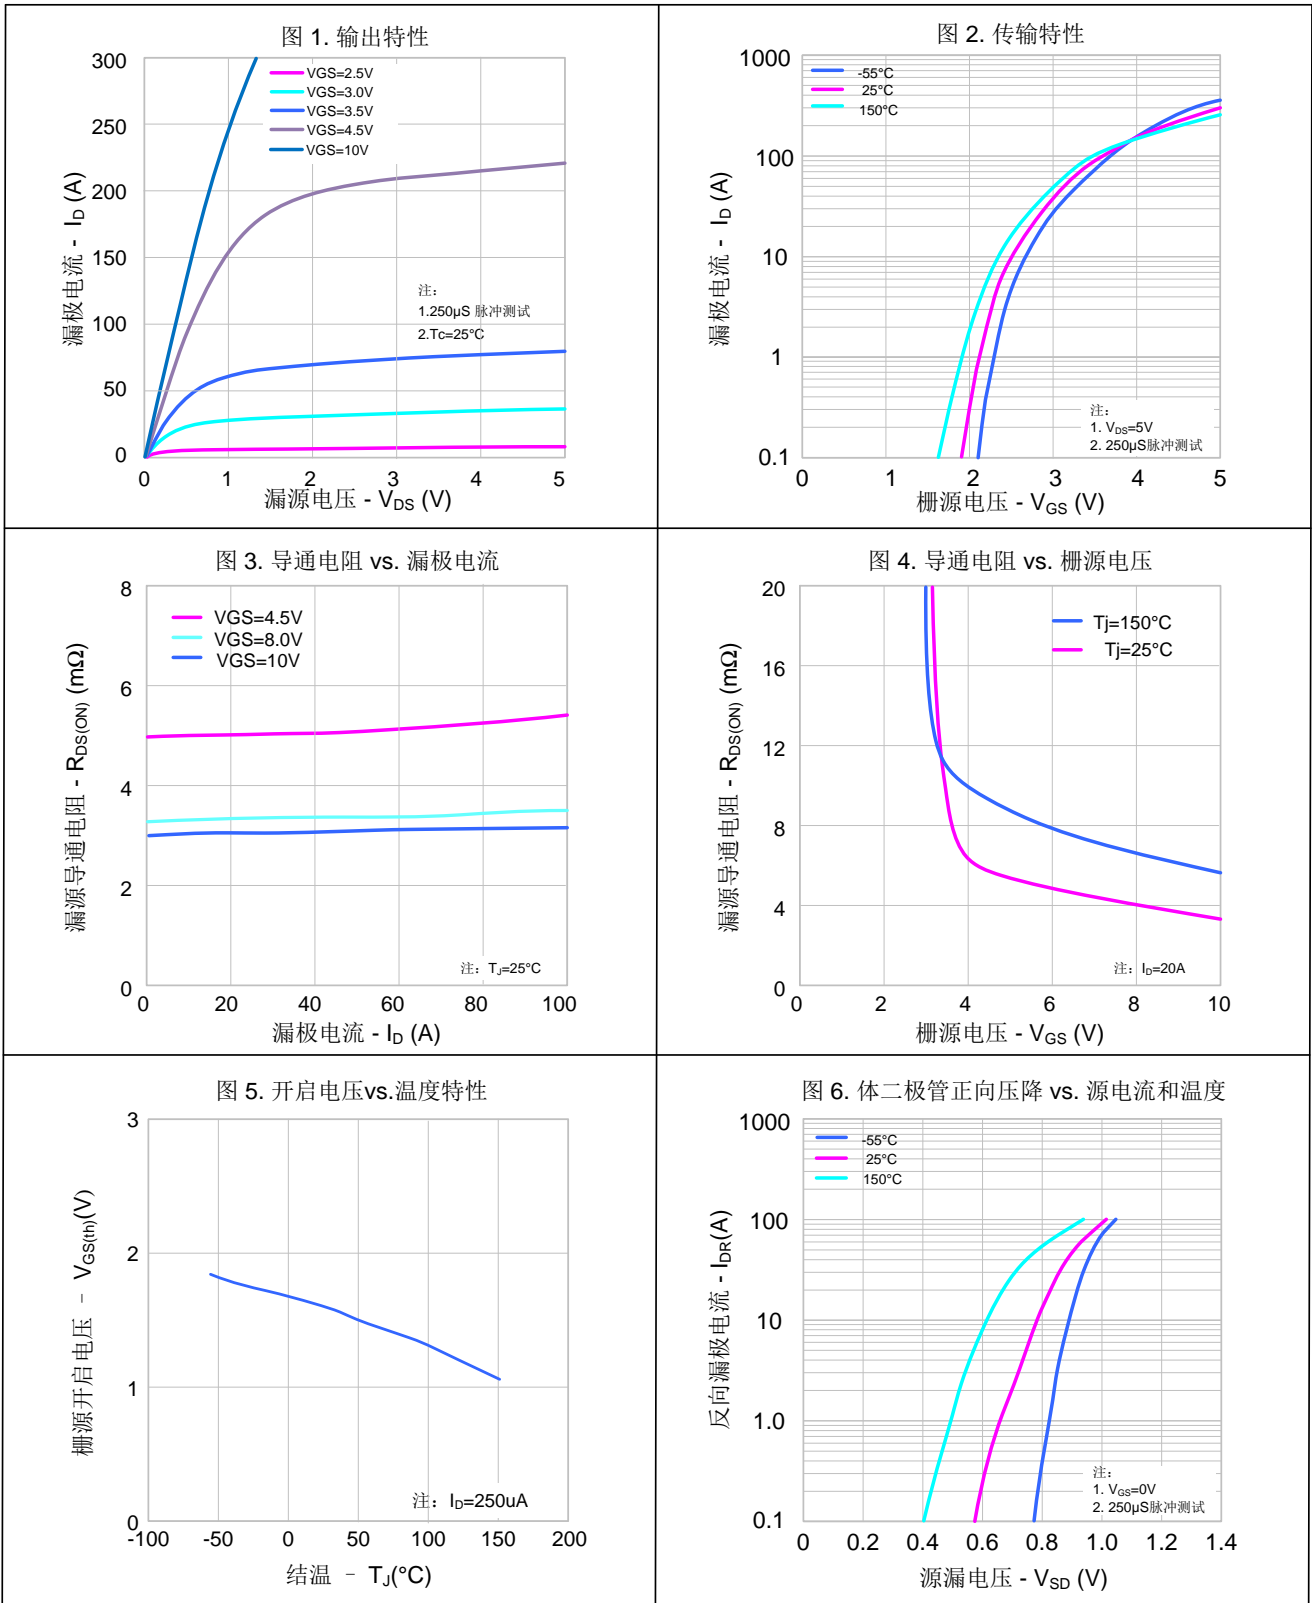 图 1. 输出特性
300
250
200
150
100
50
0
VGS=2.5V
VGS=3.0V
VGS=3.5V
VGS=4.5V
VGS=10V
注:
1.250μS 脉冲测试
2.Tc=25°C
0 1 2 3 4 5
漏极电流 - ID (A)
漏源电压 - VDS (V)
图 2. 传输特性
1000
100
10
1
0.1
-55°C
25°C
150°C
注:
1. VDS=5V
2. 250μS脉冲测试
0 1 2 3 4 5
漏极电流 - ID (A)
栅源电压 - VGS (V)
图 3. 导通电阻 vs. 漏极电流
8
6
4
2
0
VGS=4.5V
VGS=8.0V
VGS=10V
注: TJ=25°C
0 20 40 60 80 100
漏源导通电阻 - RDS(ON) (mΩ)
漏极电流 - ID (A)
图 4. 导通电阻 vs. 栅源电压
20
16
12
8
4
0
Tj=150°C
Tj=25°C
注: ID=20A
0 2 4 6 8 10
漏源导通电阻 - RDS(ON) (mΩ)
栅源电压 - VGS (V)
图 5. 开启电压vs.温度特性
3
2
1
0
注: ID=250uA
-100 -50 0 50 100 150 200
栅源开启电压 - VGS(th)(V)
结温 - TJ(°C)
图 6. 体二极管正向压降 vs. 源电流和温度
1000
100
10
1.0
0.1
-55°C
25°C
150°C
注:
1. VGS=0V
2. 250μS脉冲测试
0 0.2 0.4 0.6 0.8 1.0 1.2 1.4
反向漏极电流 - IDR(A)
源漏电压 - VSD (V)